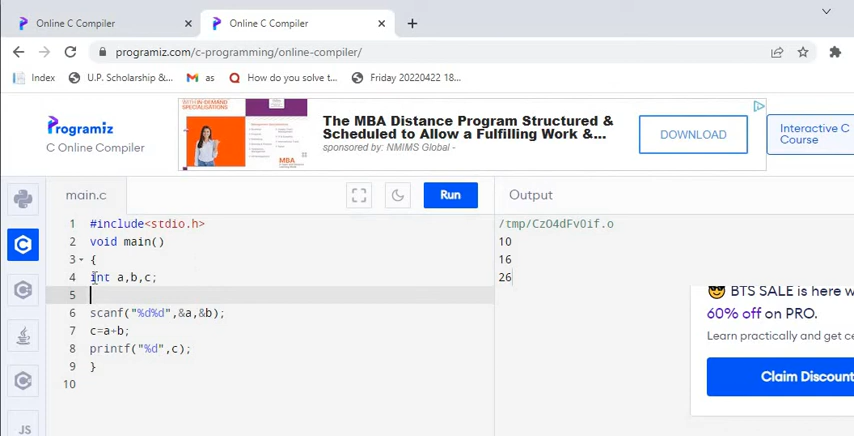 Online C Compiler
Online C Compiler
programiz.com/c-programming/online-compiler/
Index U.P. Scholarship &... as How do you solve t... Friday 20220422 18...
Programiz
C Online Compiler
The MBA Distance Program Structured &
Scheduled to Allow a Fulfilling Work &...
sponsored by: NMIMS Global -
DOWNLOAD
Interactive C
Course
MBA
main.c
Run
Output
1 #include<stdio.h>
2 void main()
3 {
4 int a,b,c;
5
6 scanf("%d%d",&a,&b);
7 c=a+b;
8 printf("%d",c);
9 }
10
/tmp/CzO4dFvOif.o
10
16
26
BTS SALE is here w
60% off on PRO.
Learn practically and get ce
Claim Discount
JS